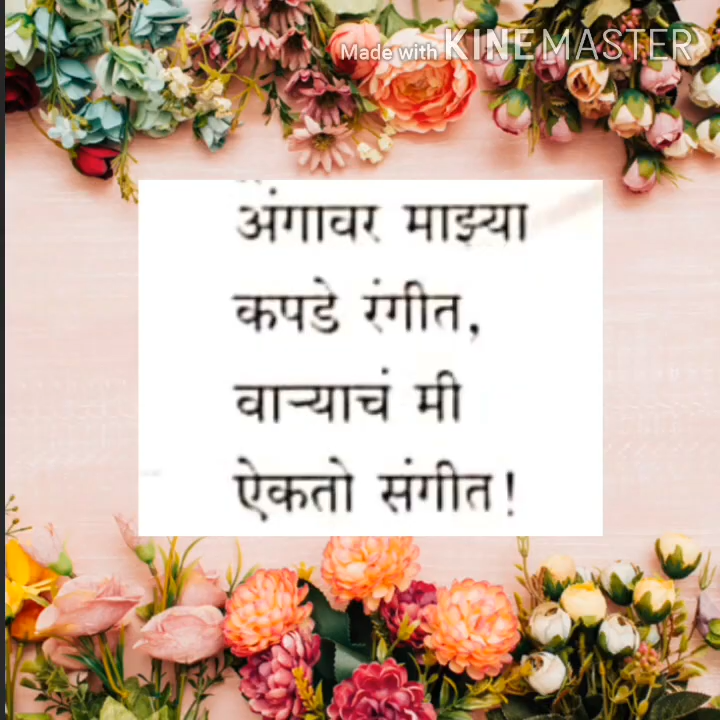 Made with KINEMASTER
अंगावर माझ्या
कपडे रंगीत,
वाऱ्याचं मी
ऐकतो संगीत!